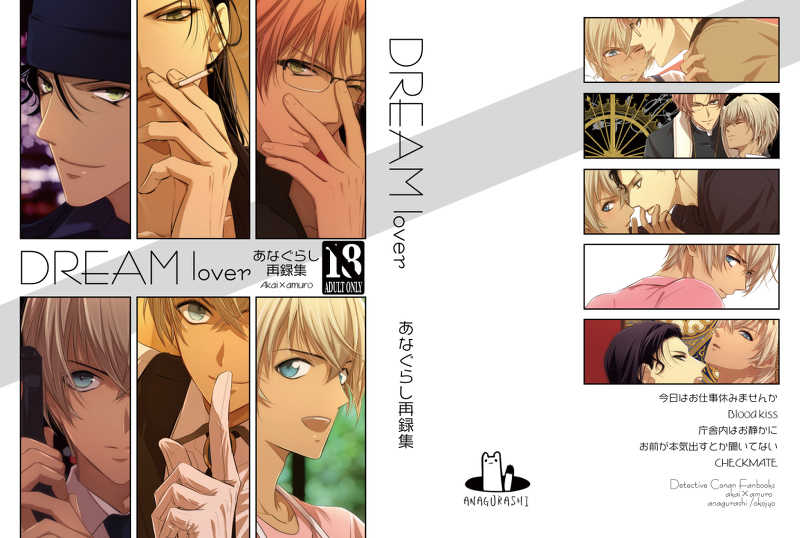 DREAM lover
あなぐらし
再録集
Akai×amuro
18
ADULT ONLY
DREAM lover
あなぐらし再録集
ANAGURASHI
今日はお仕事休みませんか
Blood kiss
庁舎内はお静かに
お前が本気出すとか聞いてない
CHECKMATE
Detective Conan Fanbooks
akai×amuro
anagurashi/okojyo